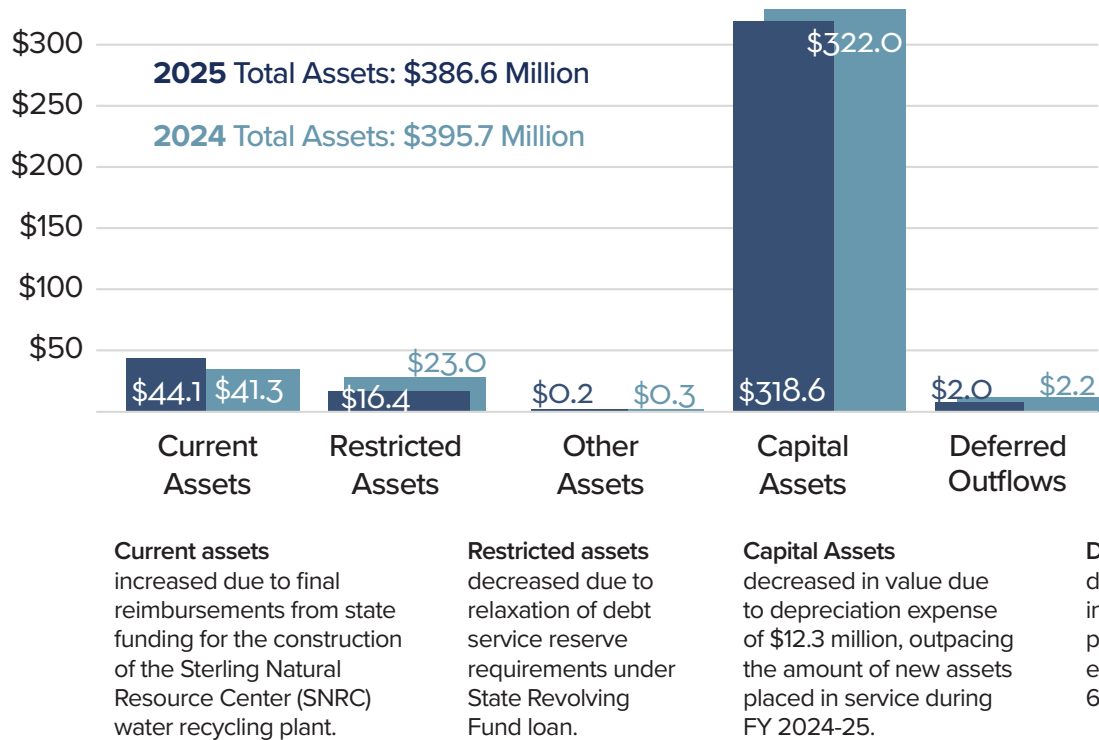 $300
$250
$200
$150
$100
$50
2025 Total Assets: $386.6 Million
2024 Total Assets: $395.7 Million
$44.1 $41.3
$16.4 $23.0
$0.2 $0.3
$318.6 $322.0
$2.0 $2.2
Current
Assets
Restricted
Assets
Other
Assets
Capital
Assets
Deferred
Outflows
Current assets
increased due to final
reimbursements from state
funding for the construction
of the Sterling Natural
Resource Center (SNRC)
water recycling plant.
Restricted assets
decreased due to
relaxation of debt
service reserve
requirements under
State Revolving
Fund loan.
Capital Assets
decreased in value due
to depreciation expense
of $12.3 million, outpacing
the amount of new assets
placed in service during
FY 2024-25.